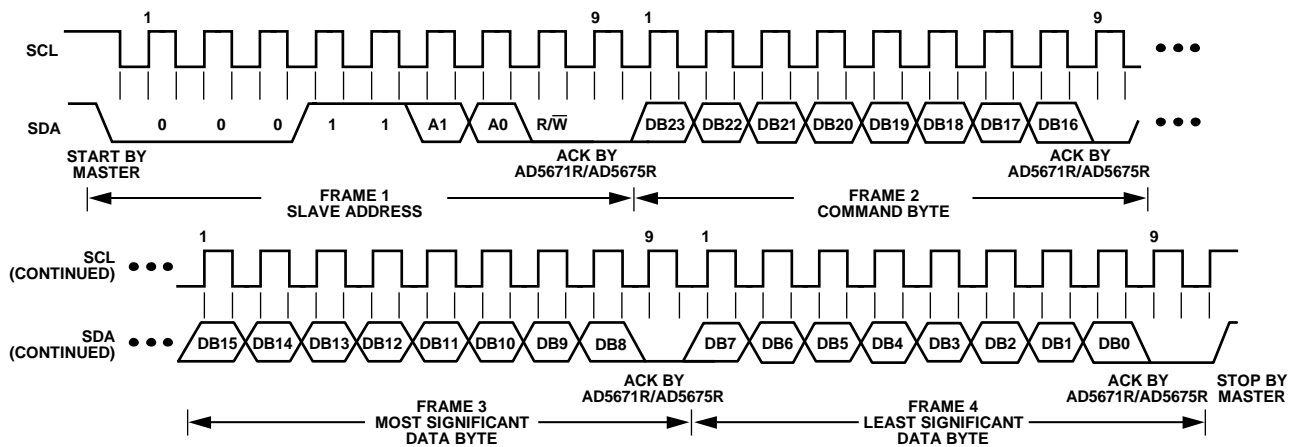 1 9 1 9
SCL
SDA 0 0 0 1 1 A1 A0 R/W̅ DB23 DB22 DB21 DB20 DB19 DB18 DB17 DB16
START BY
MASTER
ACK BY
AD5671R/AD5675R
ACK BY
AD5671R/AD5675R
FRAME 1
SLAVE ADDRESS
FRAME 2
COMMAND BYTE
1 9 1 9
SCL
(CONTINUED)
SDA
(CONTINUED)
DB15 DB14 DB13 DB12 DB11 DB10 DB9 DB8 DB7 DB6 DB5 DB4 DB3 DB2 DB1 DB0
ACK BY
AD5671R/AD5675R
ACK BY
AD5671R/AD5675R
STOP BY
MASTER
FRAME 3
MOST SIGNIFICANT
DATA BYTE
FRAME 4
LEAST SIGNIFICANT
DATA BYTE